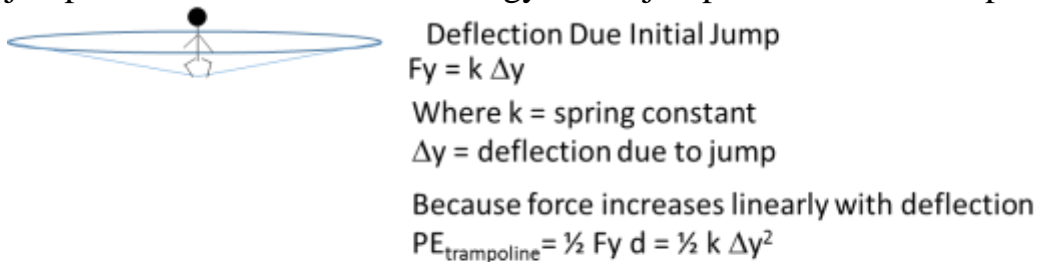 Deflection Due Initial Jump
Fy = k Δy
Where k = spring constant
Δy = deflection due to jump
Because force increases linearly with deflection
PEtrampoline= ½ Fy d = ½ k Δy²